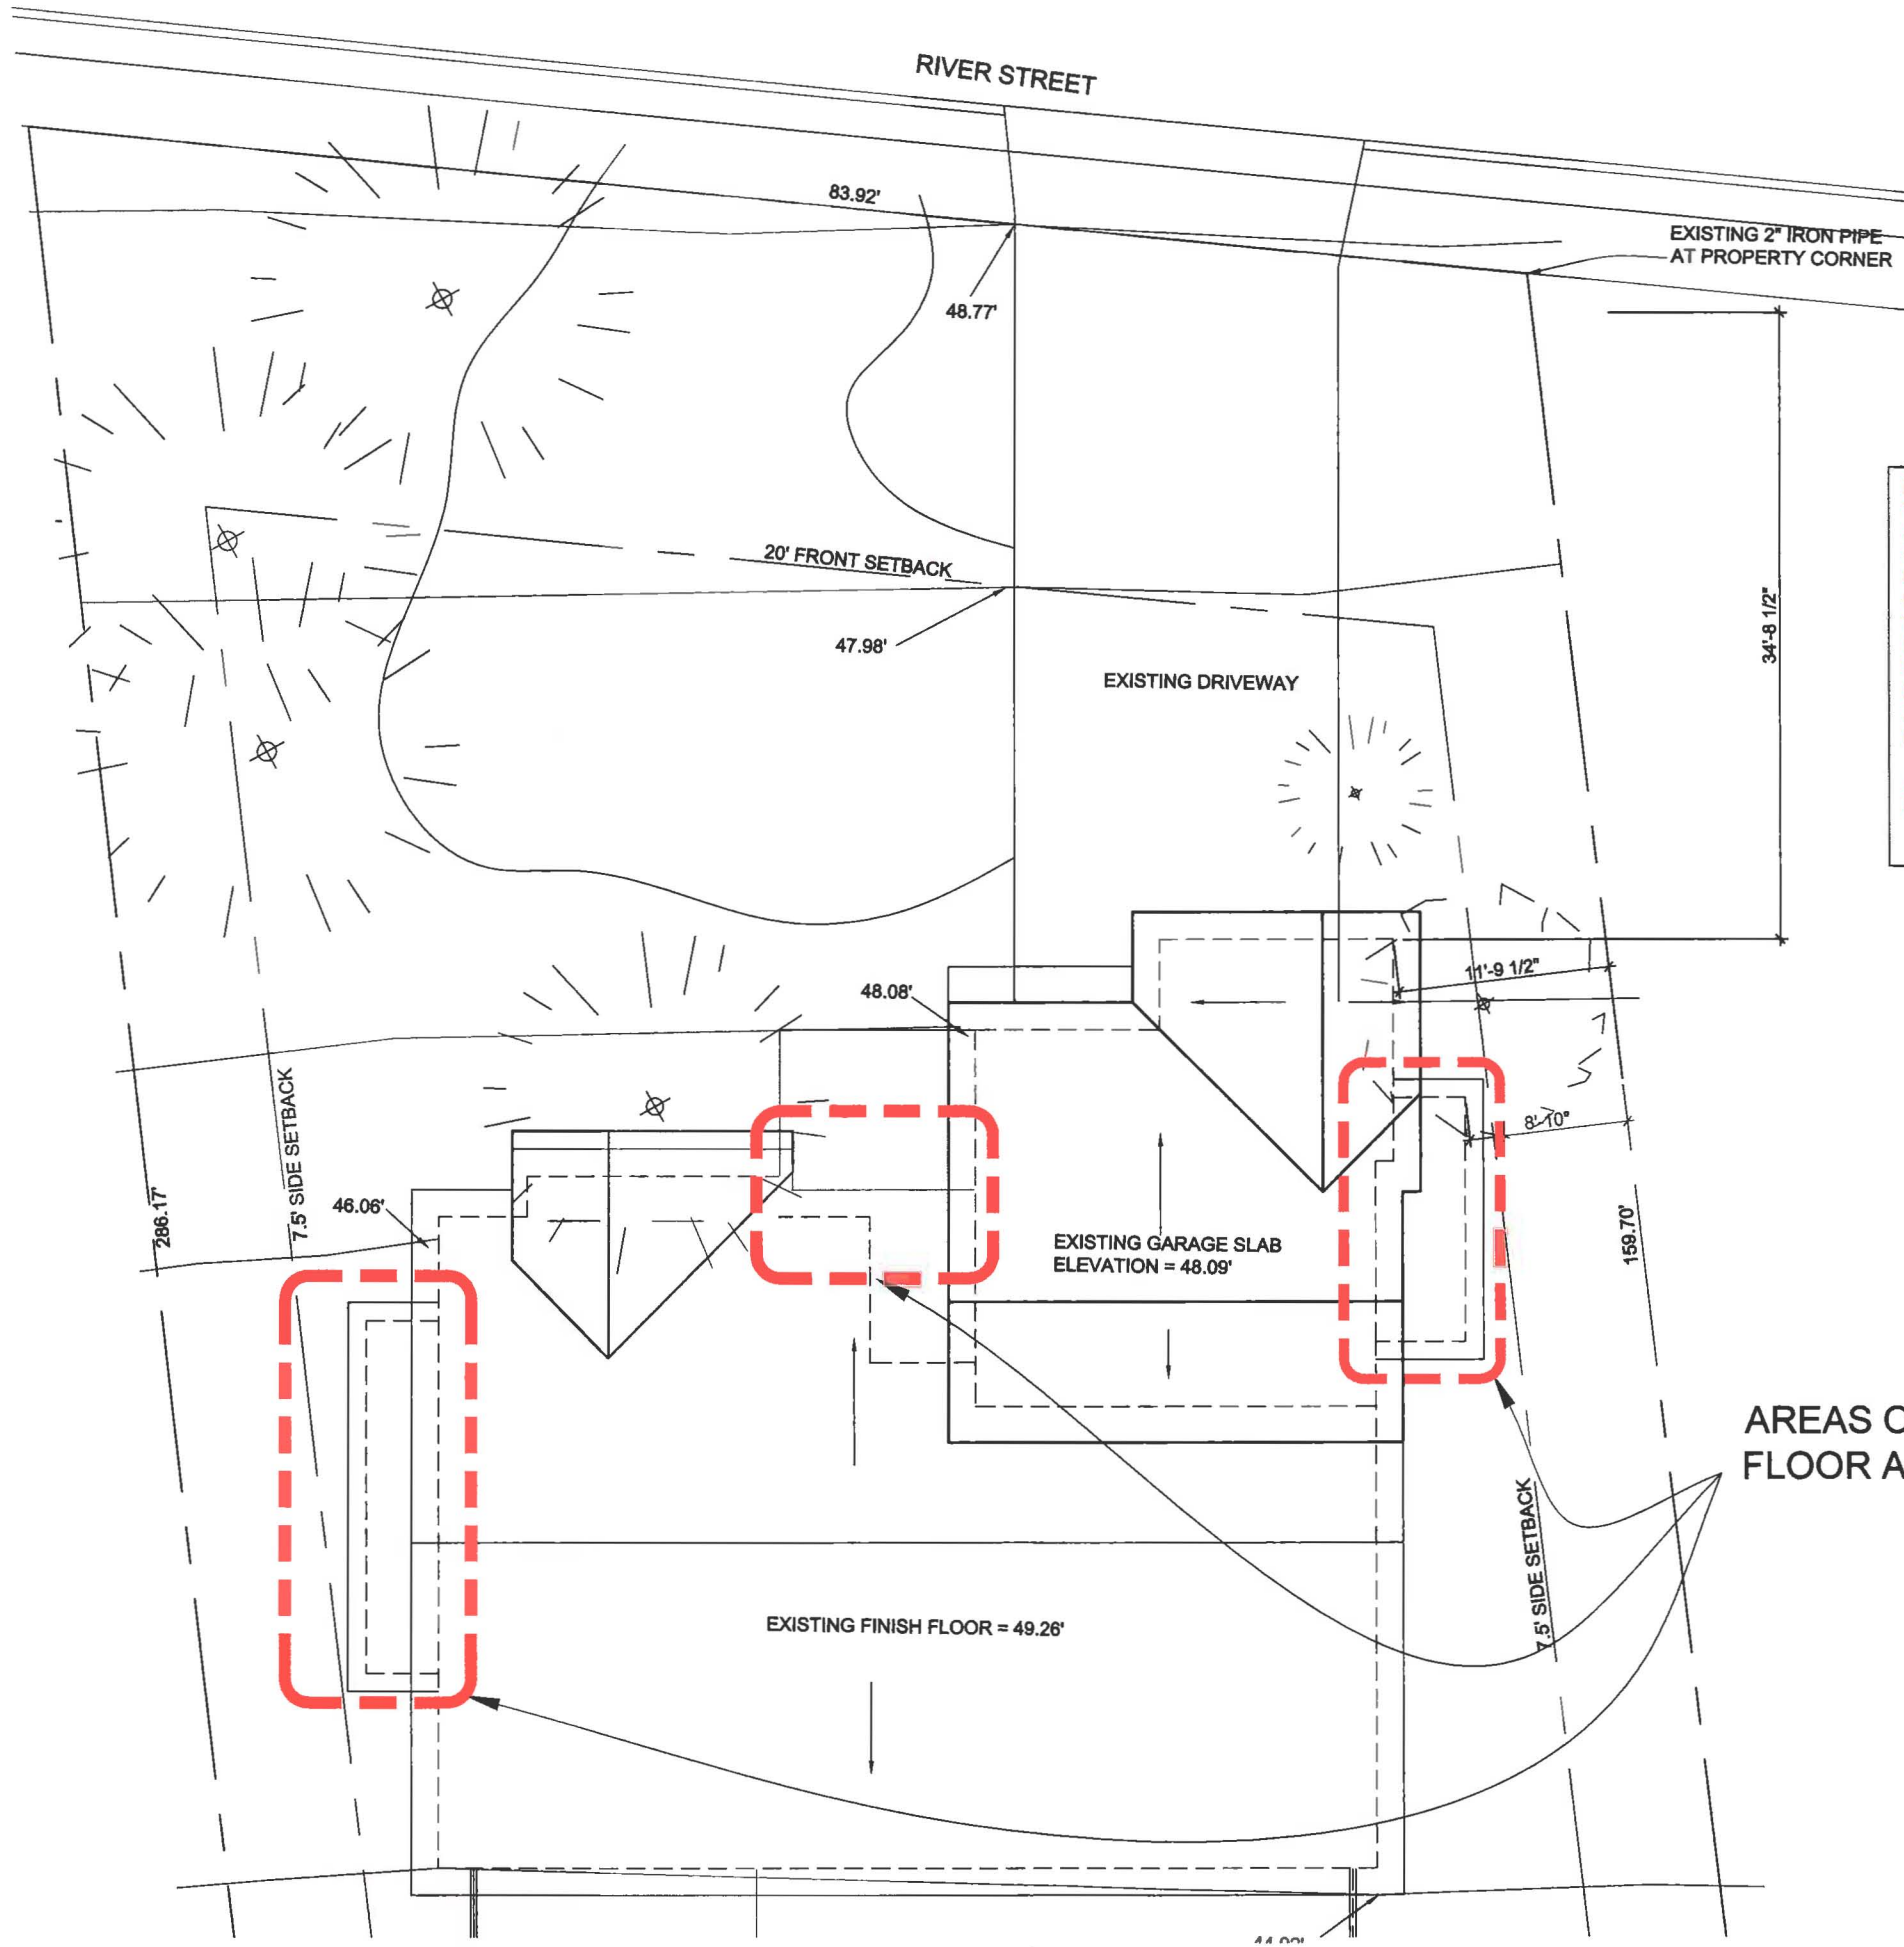 RIVER STREET
83.92'
EXISTING 2" IRON PIPE
AT PROPERTY CORNER
48.77'
20' FRONT SETBACK
47.98'
34'-8 1/2"
EXISTING DRIVEWAY
11'-9 1/2"
48.08'
8'-10"
7.5' SIDE SETBACK
286.17'
46.06'
159.70'
EXISTING GARAGE SLAB
ELEVATION = 48.09'
AREAS
FLOOR
7.5' SIDE SETBACK
EXISTING FINISH FLOOR = 49.26'